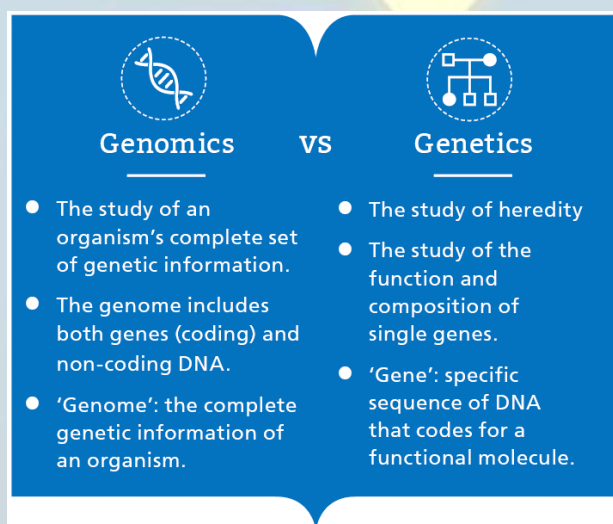 Genomics
vs
Genetics
● The study of an
organism’s complete set
of genetic information.
● The genome includes
both genes (coding) and
non-coding DNA.
● ‘Genome’: the complete
genetic information of
an organism.
● The study of heredity
● The study of the
function and
composition of
single genes.
● ‘Gene’: specific
sequence of DNA
that codes for a
functional molecule.